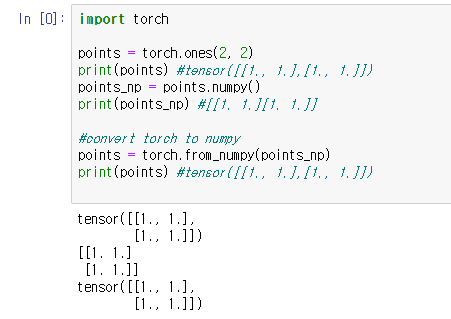 In [0]: import torch
points = torch.ones(2, 2)
print(points) #tensor([[1., 1.],[1., 1.]])
points_np = points.numpy()
print(points_np) #[[1. 1.][1. 1.]]
#convert torch to numpy
points = torch.from_numpy(points_np)
print(points) #tensor([[1., 1.],[1., 1.]])
tensor([[1., 1.],
[1., 1.]])
[[1. 1.]
[1. 1.]]
tensor([[1., 1.],
[1., 1.]])